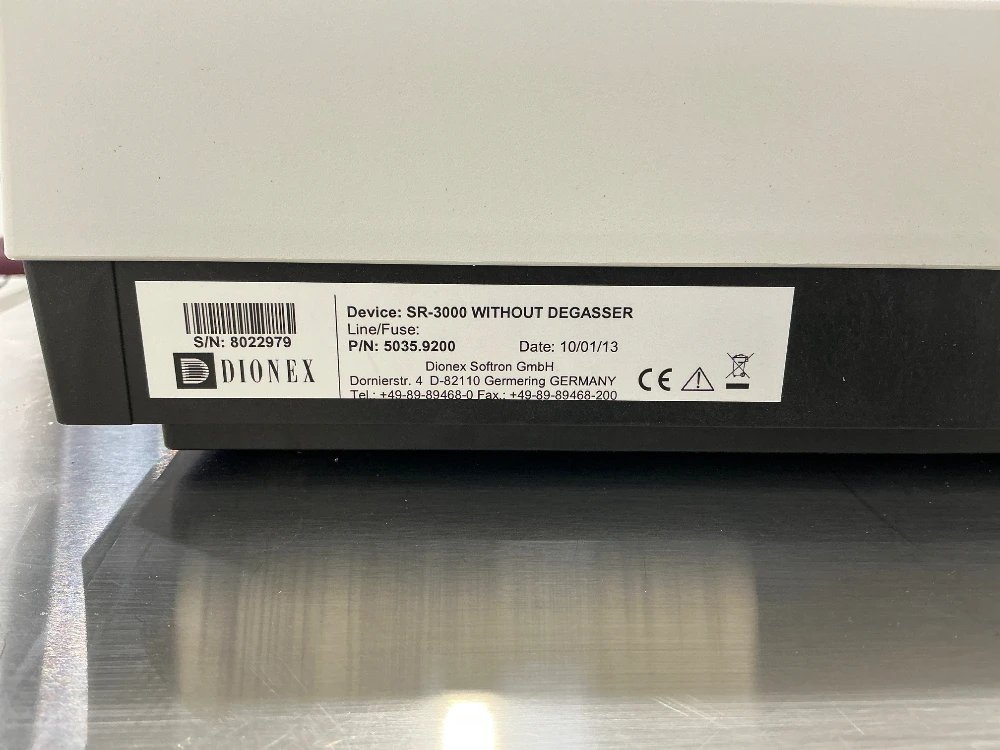 S/N: 8022979
DIONEX
Device: SR-3000 WITHOUT DEGASSER
Line/Fuse:
P/N: 5035.9200 Date: 10/01/13
Dionex Softron GmbH
Dornierstr. 4 D-82110 Germering GERMANY
Tel.: +49-89-89468-0 Fax.: +49-89-89468-200
CE